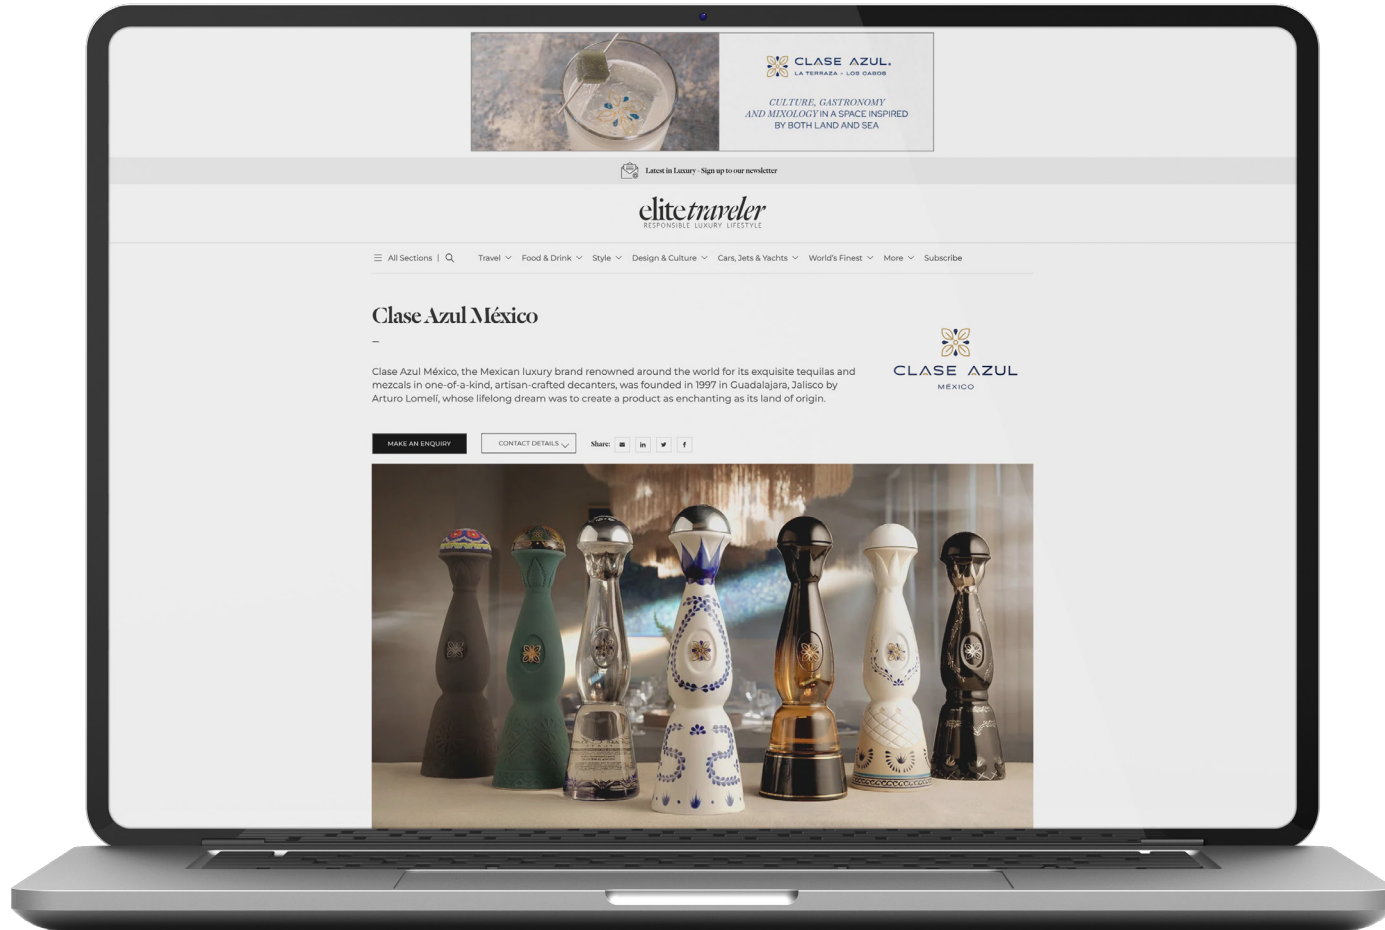 CLASE AZUL.
LA TERRAZA - LOS CABOS
CULTURE, GASTRONOMY
AND MIXOLOGY IN A SPACE INSPIRED
BY BOTH LAND AND SEA
Latest in Luxury - Sign up to our newsletter
elitetraveler
RESPONSIBLE LUXURY LIFESTYLE
All Sections |
Travel Food & Drink Style Design & Culture Cars, Jets & Yachts World's Finest More Subscribe
Clase Azul México
–
Clase Azul México, the Mexican luxury brand renowned around the world for its exquisite tequilas and
mezcals in one-of-a-kind, artisan-crafted decanters, was founded in 1997 in Guadalajara, Jalisco by
Arturo Lomelí, whose lifelong dream was to create a product as enchanting as its land of origin.
CLASE AZUL
MÉXICO
MAKE AN ENQUIRY
CONTACT DETAILS
Share: